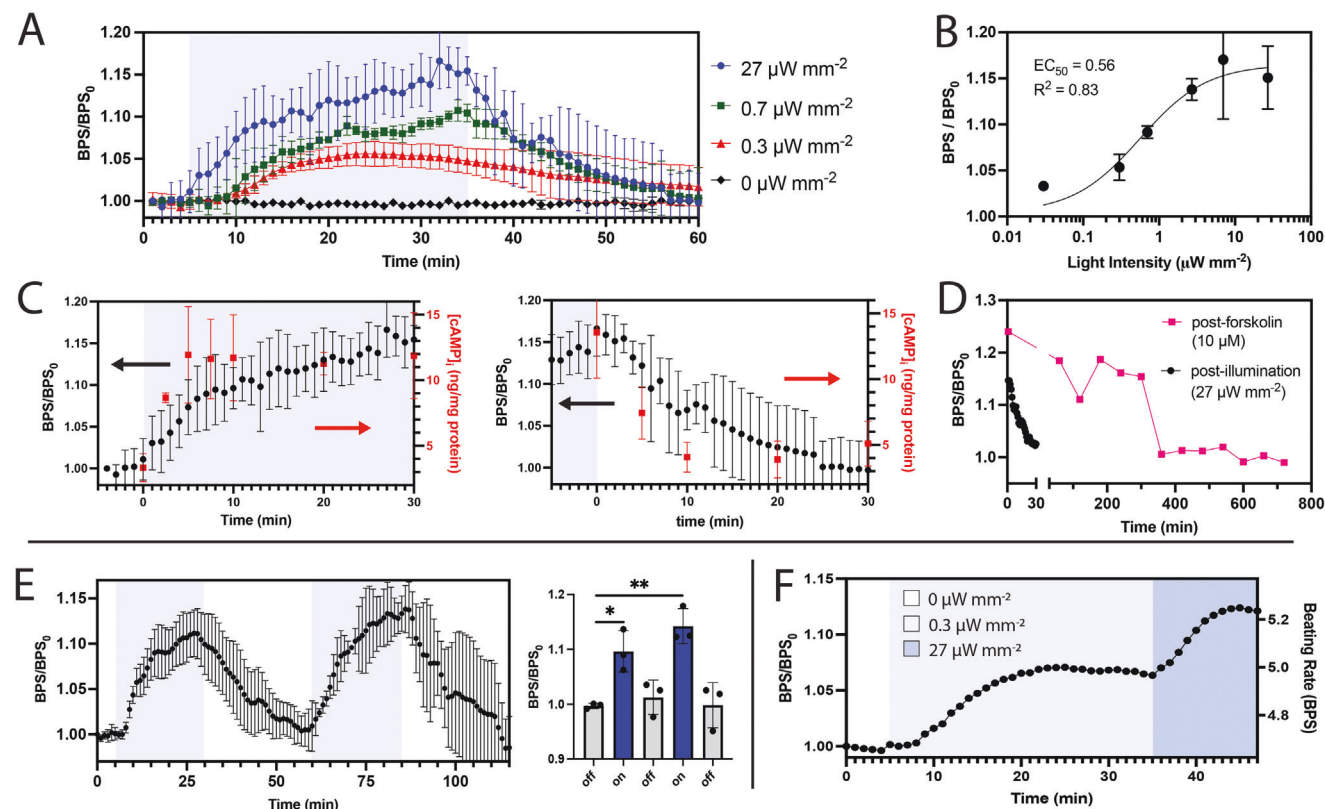 A
BPS/BPS₀
1.20
1.15
1.10
1.05
1.00
0 10 20 30 40 50 60
Time (min)
27 µW mm⁻²
0.7 µW mm⁻²
0.3 µW mm⁻²
0 µW mm⁻²
B
BPS / BPS₀
1.20
1.15
1.10
1.05
1.00
EC₅₀ = 0.56
R² = 0.83
0.01 0.1 1 10 100
Light Intensity (µW mm⁻²)
C
BPS/BPS₀
1.20
1.15
1.10
1.05
1.00
0 10 20 30
Time (min)
15
10
5
[cAMP]ᵢ (ng/mg protein)
BPS/BPS₀
1.20
1.15
1.10
1.05
1.00
0 10 20 30
time (min)
15
10
5
[cAMP]ᵢ (ng/mg protein)
D
BPS/BPS₀
1.3
1.2
1.1
1.0
post-forskolin
(10 µM)
post-illumination
(27 µW mm⁻²)
0 30 200 400 600 800
Time (min)
E
BPS/BPS₀
1.15
1.10
1.05
1.00
0 25 50 75 100
Time (min)
BPS/BPS₀
1.2
1.1
1.0
0.9
**
*
off on off on off
F
BPS/BPS₀
1.15
1.10
1.05
1.00
0 µW mm⁻²
0.3 µW mm⁻²
27 µW mm⁻²
0 10 20 30 40
Time (min)
5.2
5.0
4.8
Beating Rate (BPS)